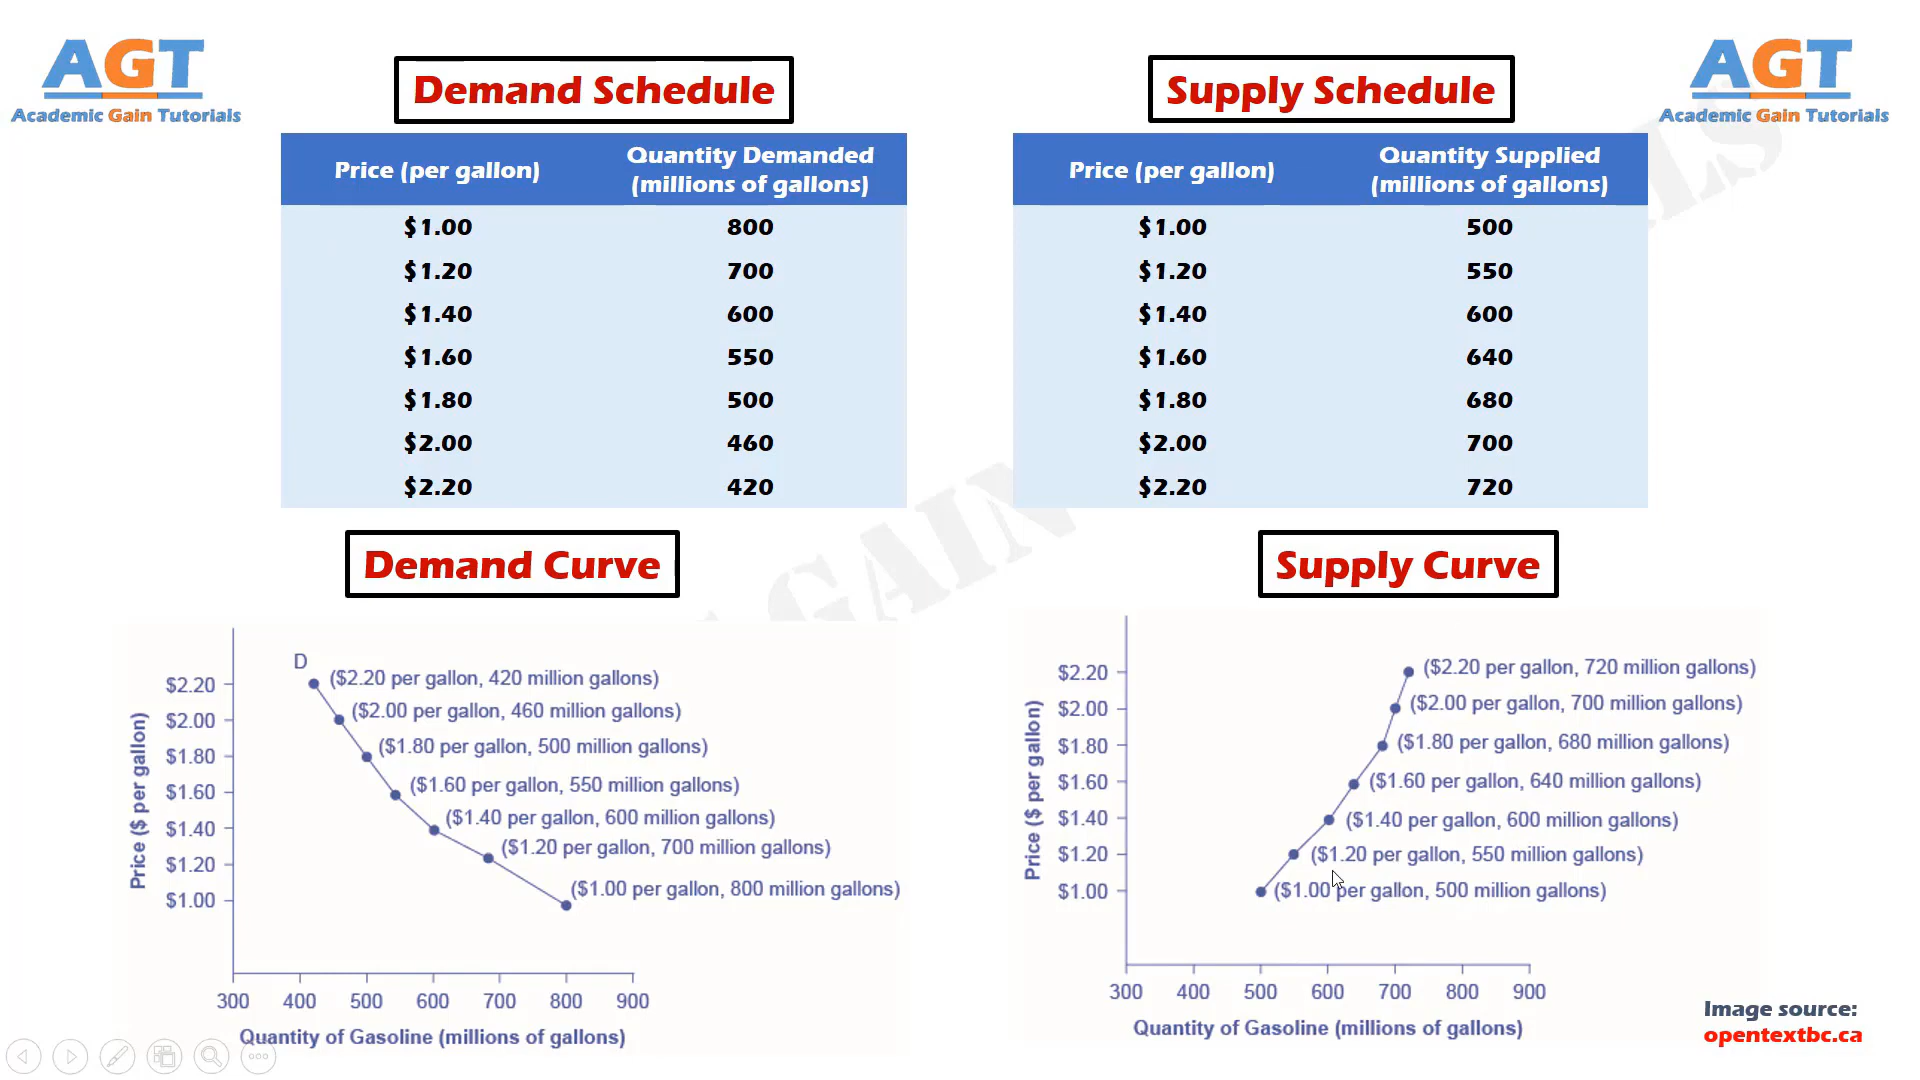 AGT
Academic Gain Tutorials
Demand Schedule
Price (per gallon) Quantity Demanded
(millions of gallons)
$1.00 800
$1.20 700
$1.40 600
$1.60 550
$1.80 500
$2.00 460
$2.20 420
Supply Schedule
Price (per gallon) Quantity Supplied
(millions of gallons)
$1.00 500
$1.20 550
$1.40 600
$1.60 640
$1.80 680
$2.00 700
$2.20 720
AGT
Academic Gain Tutorials
GAIN
LS
Demand Curve
Price ($ per gallon)
$2.20
$2.00
$1.80
$1.60
$1.40
$1.20
$1.00
D
($2.20 per gallon, 420 million gallons)
($2.00 per gallon, 460 million gallons)
($1.80 per gallon, 500 million gallons)
($1.60 per gallon, 550 million gallons)
($1.40 per gallon, 600 million gallons)
($1.20 per gallon, 700 million gallons)
($1.00 per gallon, 800 million gallons)
300 400 500 600 700 800 900
Quantity of Gasoline (millions of gallons)
Supply Curve
Price ($ per gallon)
$2.20
$2.00
$1.80
$1.60
$1.40
$1.20
$1.00
($2.20 per gallon, 720 million gallons)
($2.00 per gallon, 700 million gallons)
($1.80 per gallon, 680 million gallons)
($1.60 per gallon, 640 million gallons)
($1.40 per gallon, 600 million gallons)
($1.20 per gallon, 550 million gallons)
($1.00 per gallon, 500 million gallons)
300 400 500 600 700 800 900
Quantity of Gasoline (millions of gallons)
Image source:
opentextbc.ca